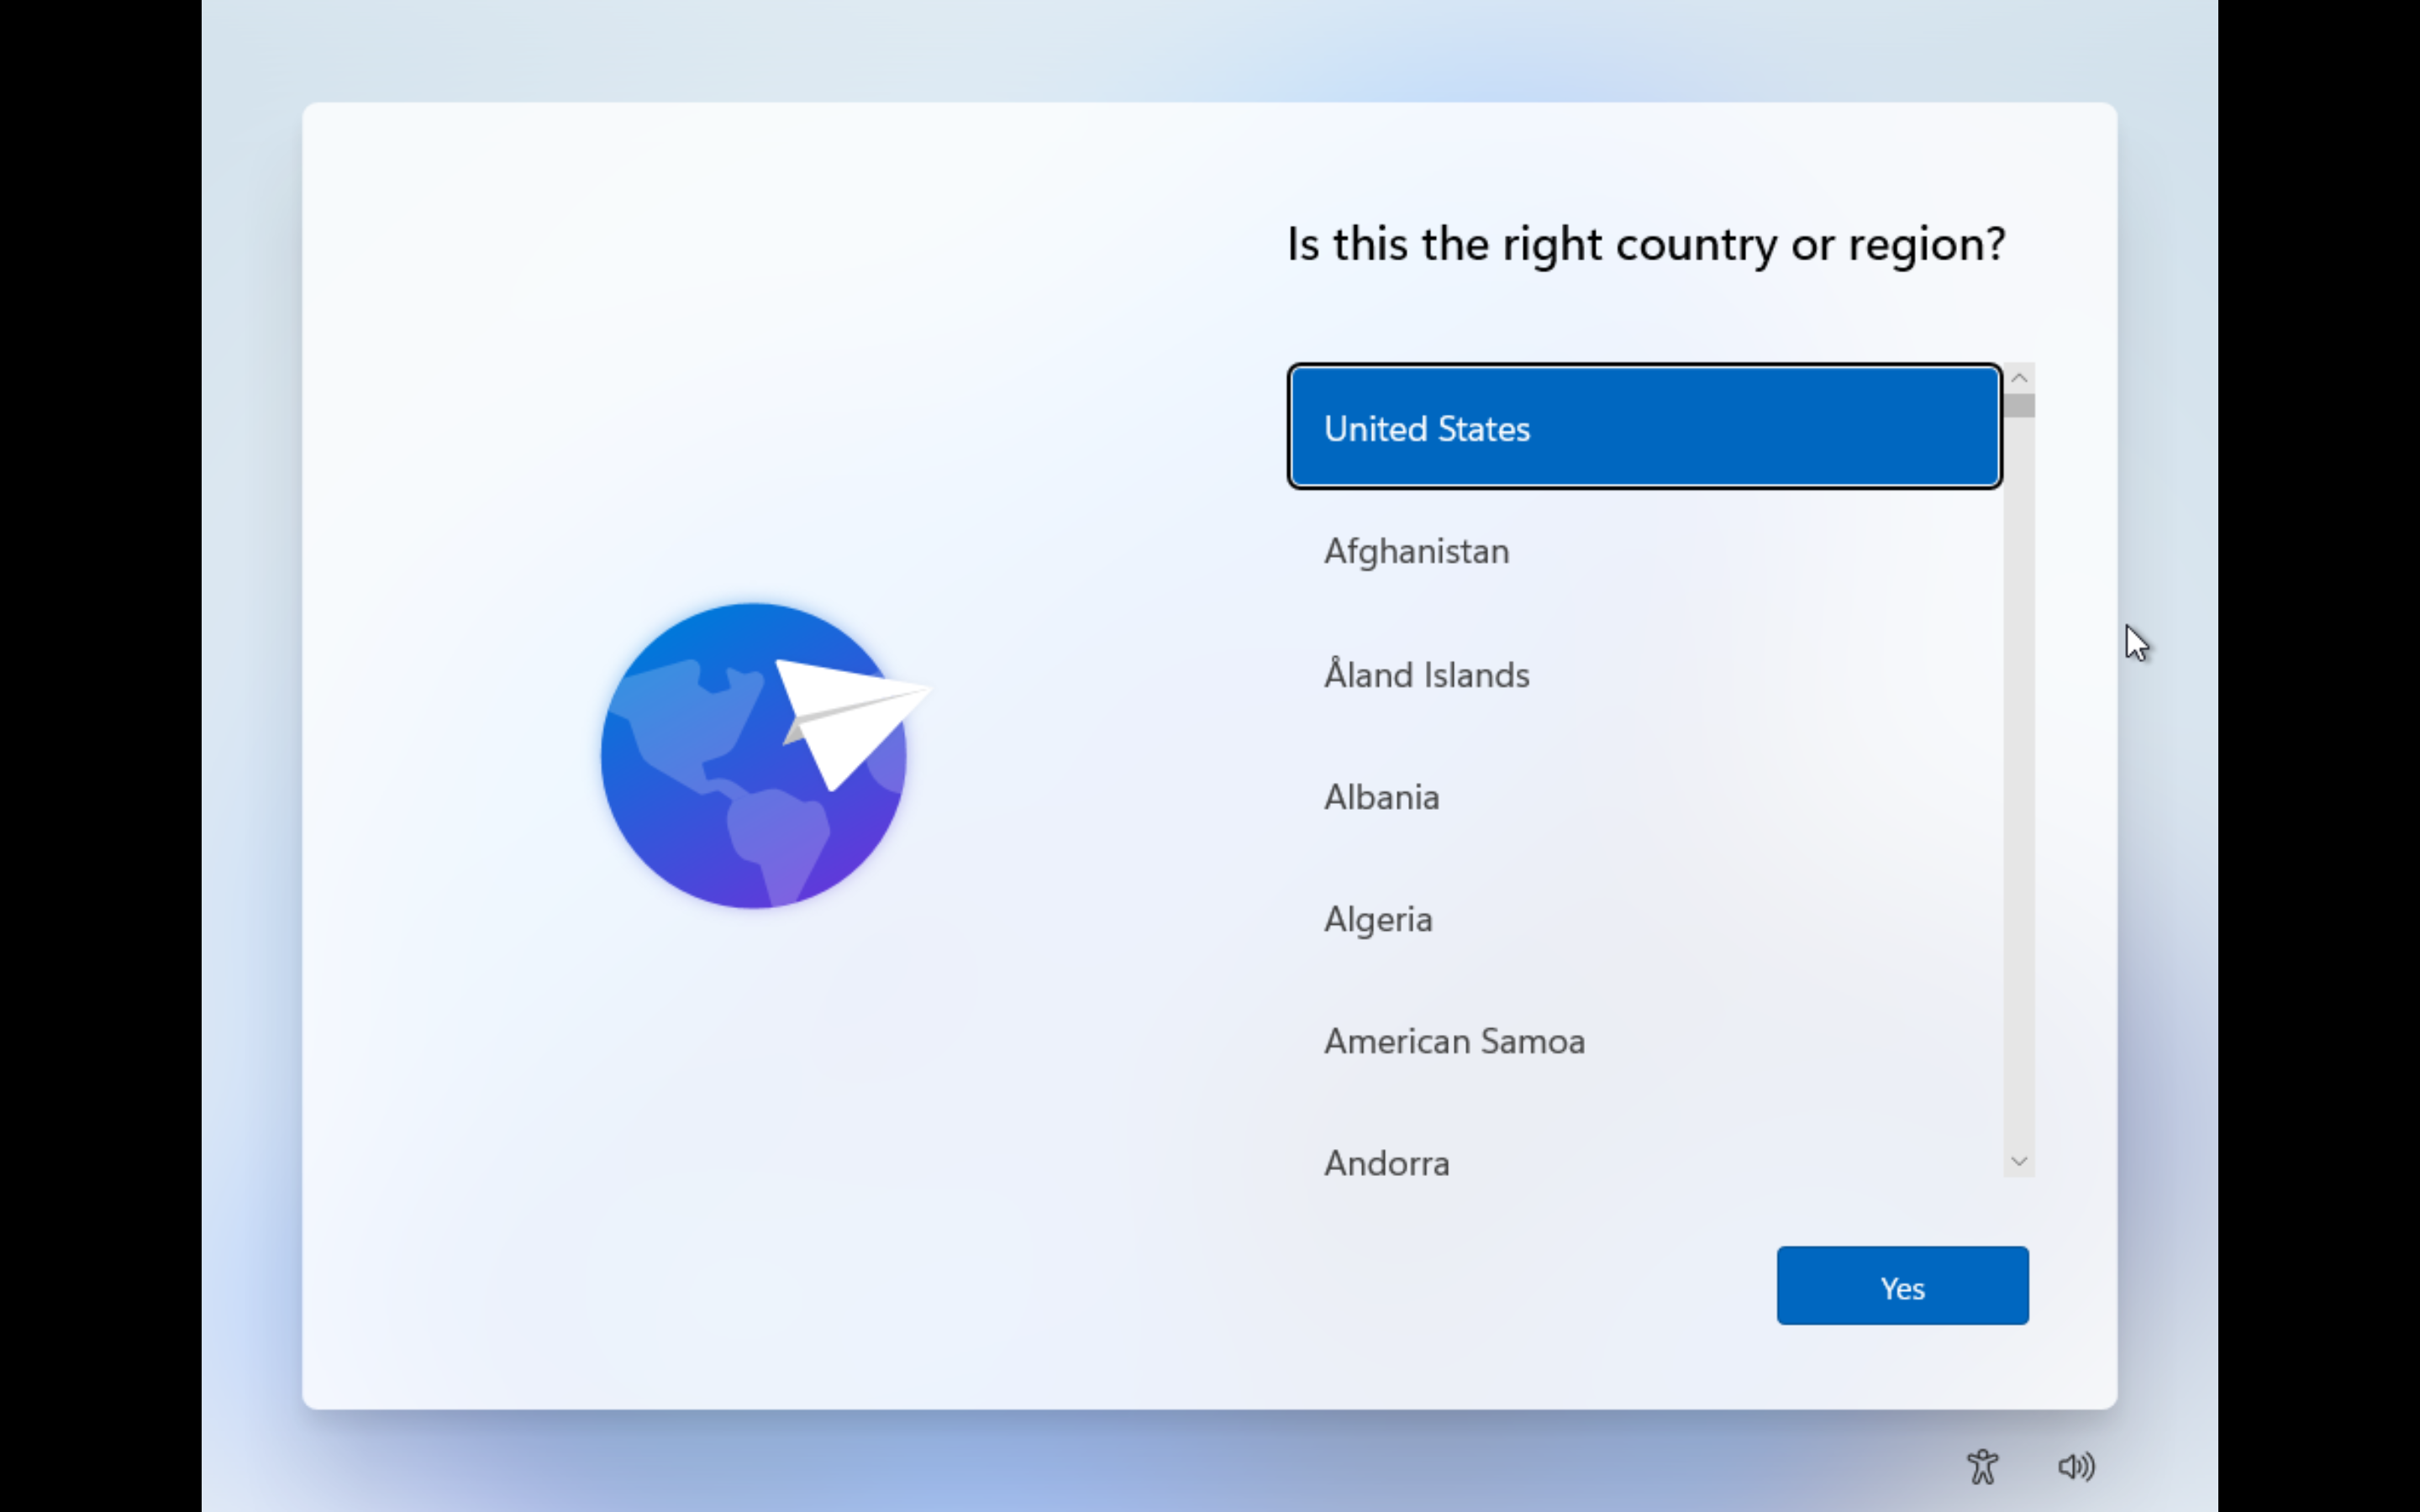 Is this the right country or region?
United States
Afghanistan
Åland Islands
Albania
Algeria
American Samoa
Andorra
Yes